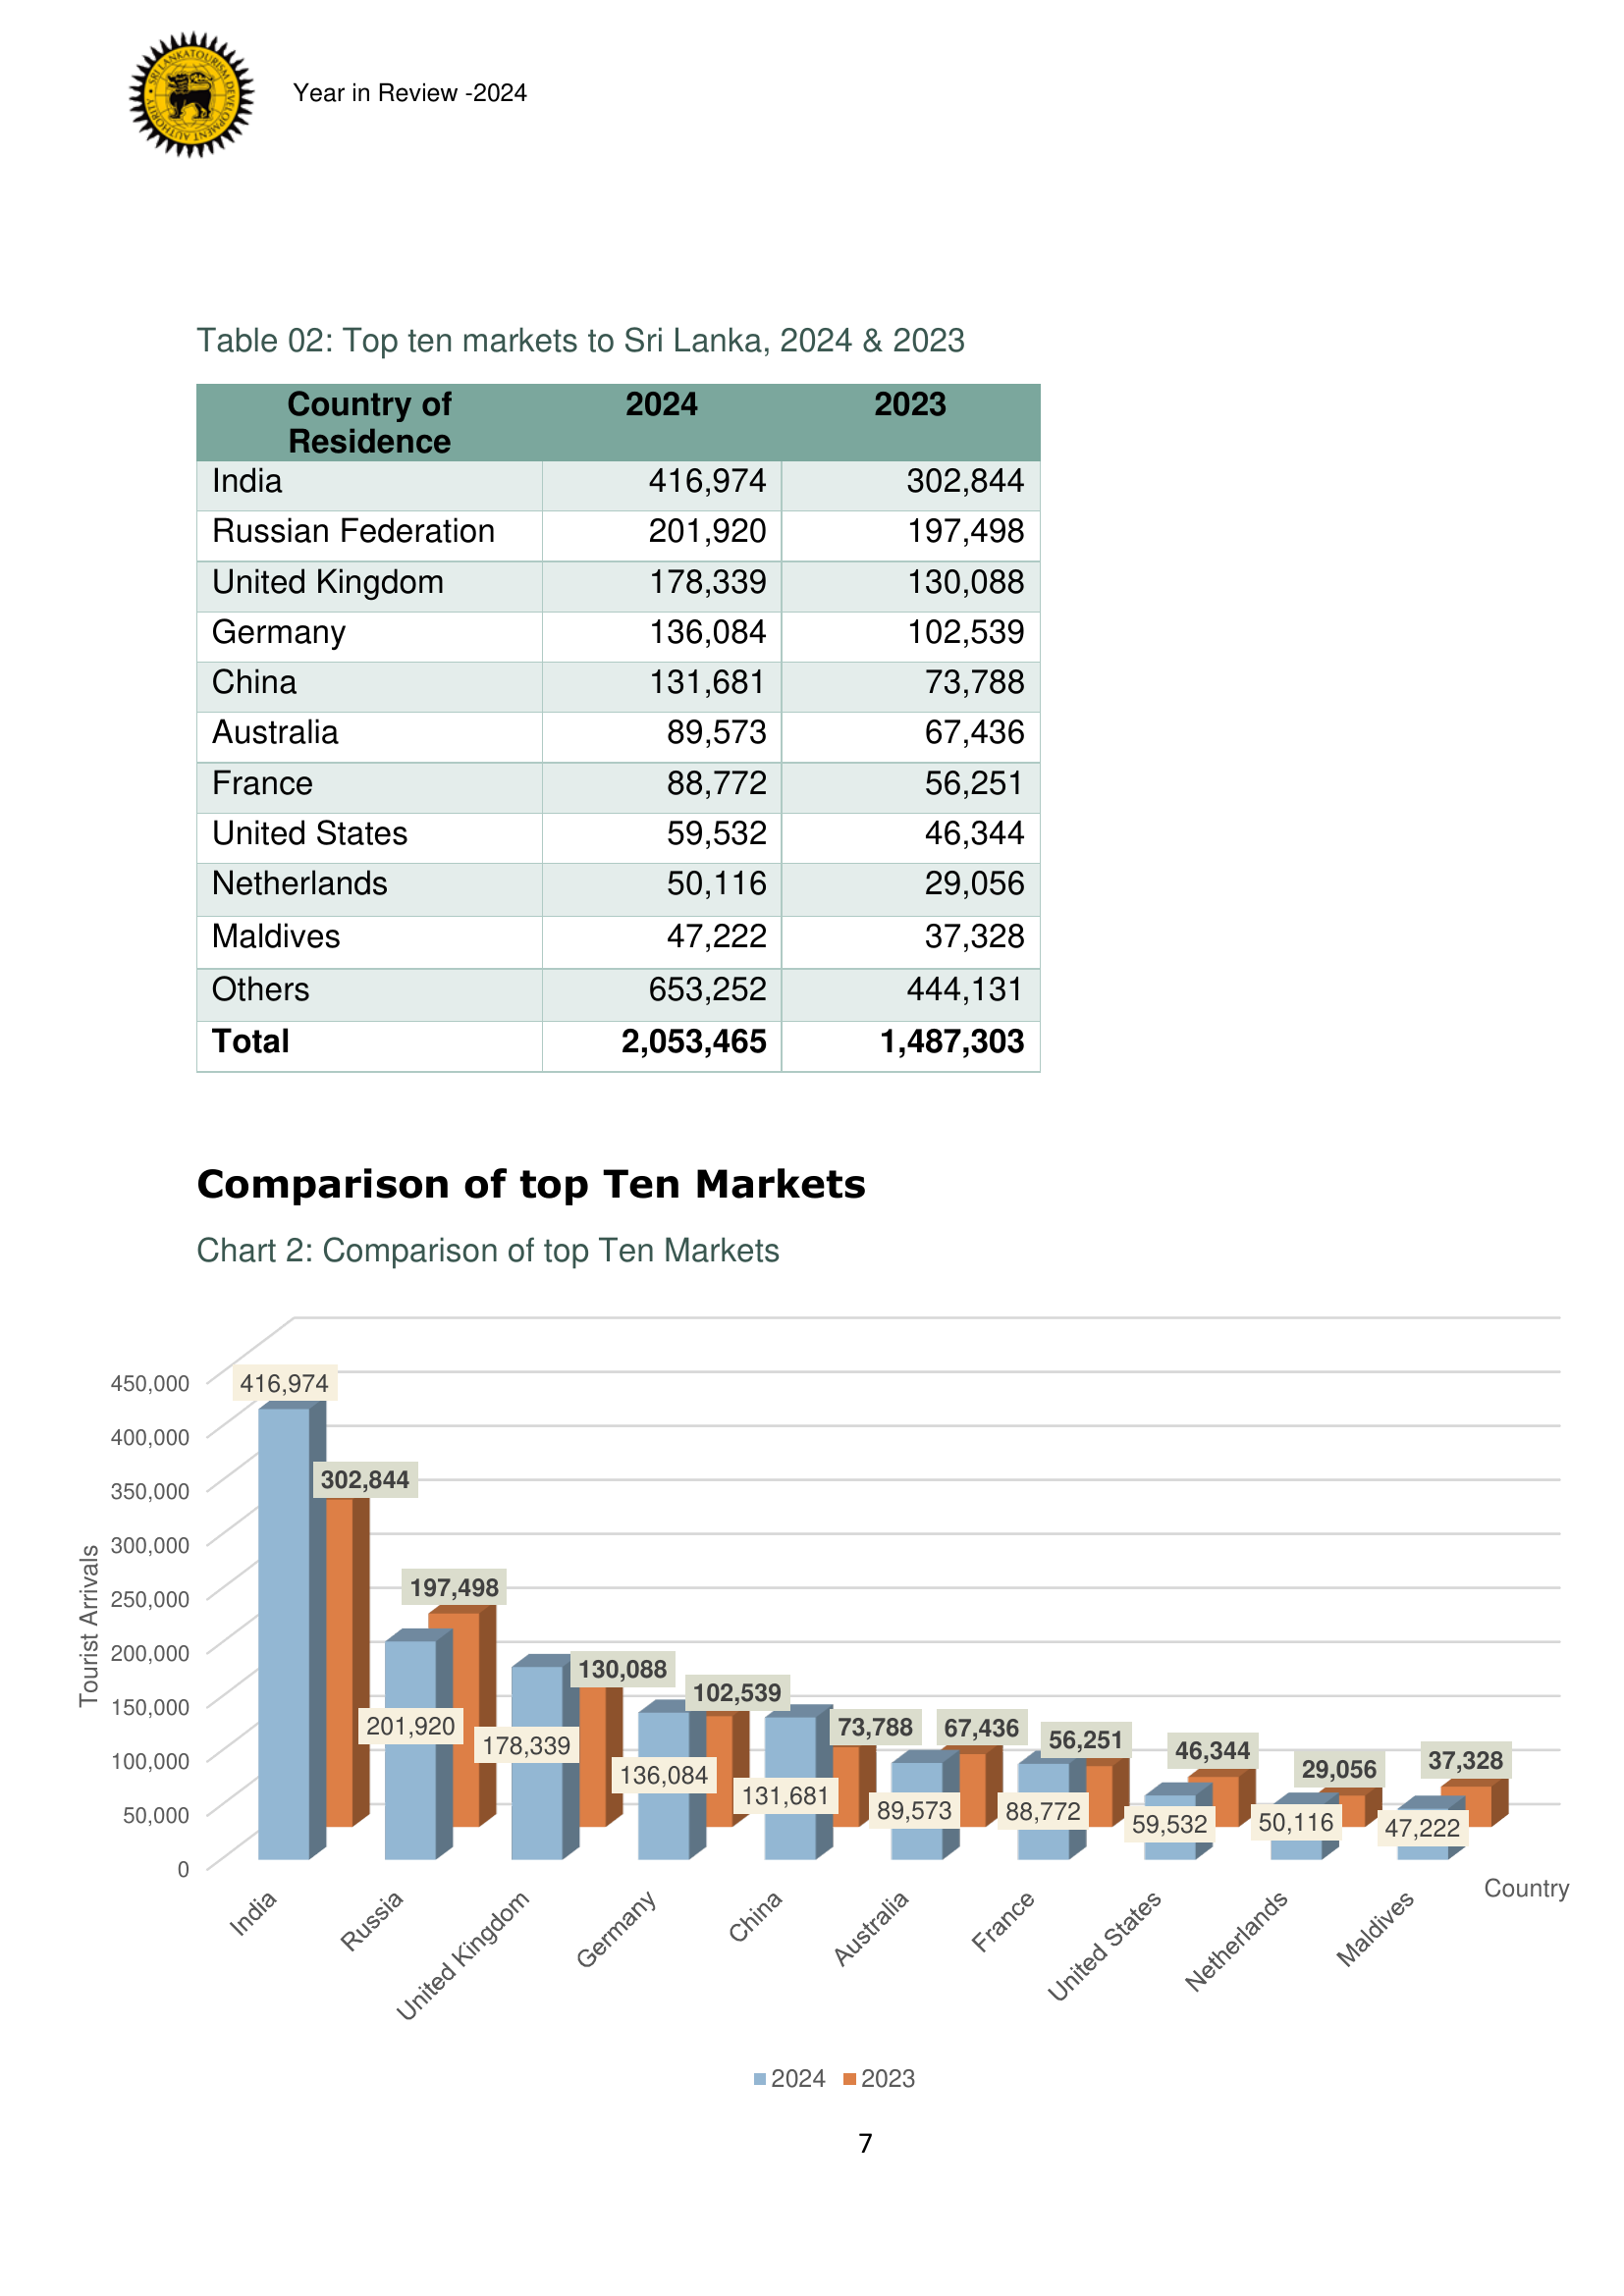 SRI LANKA TOURISM DEVELOPMENT AUTHORITY
Year in Review -2024
Table 02: Top ten markets to Sri Lanka, 2024 & 2023
Country of Residence 2024 2023
India 416,974 302,844
Russian Federation 201,920 197,498
United Kingdom 178,339 130,088
Germany 136,084 102,539
China 131,681 73,788
Australia 89,573 67,436
France 88,772 56,251
United States 59,532 46,344
Netherlands 50,116 29,056
Maldives 47,222 37,328
Others 653,252 444,131
Total 2,053,465 1,487,303
Comparison of top Ten Markets
Chart 2: Comparison of top Ten Markets
Tourist Arrivals
450,000
400,000
350,000
300,000
250,000
200,000
150,000
100,000
50,000
0
416,974
302,844
201,920
197,498
178,339
130,088
136,084
102,539
131,681
73,788
89,573
67,436
88,772
56,251
59,532
46,344
50,116
29,056
47,222
37,328
India
Russia
United Kingdom
Germany
China
Australia
France
United States
Netherlands
Maldives
Country
2024 2023
7